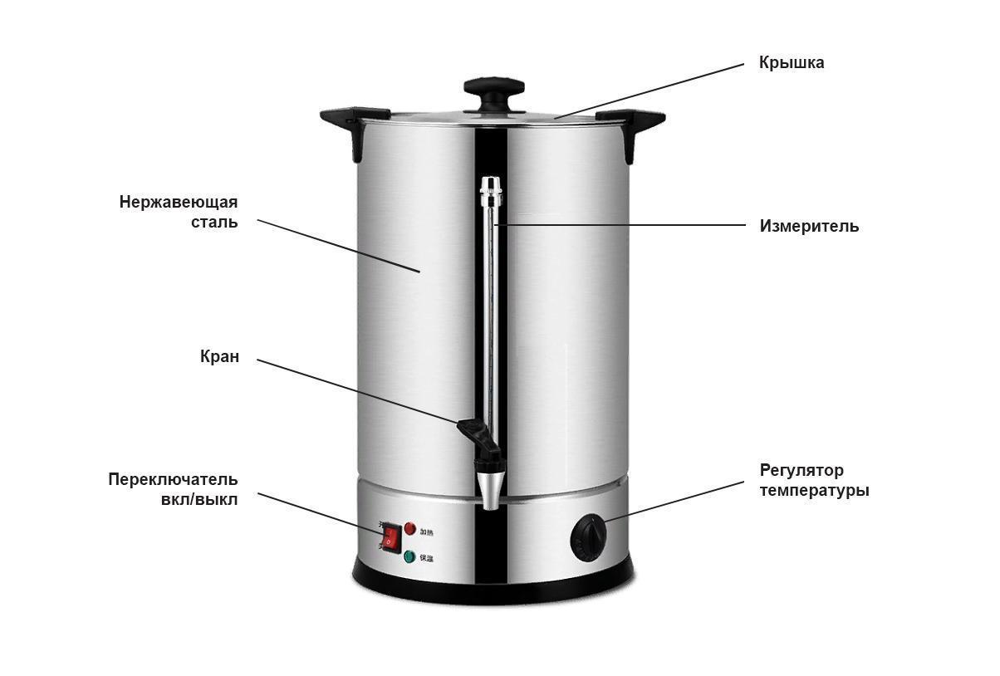 Крышка
Нержавеющая
сталь
Измеритель
Кран
Регулятор
температуры
Переключатель
вкл/выкл
加热
保温